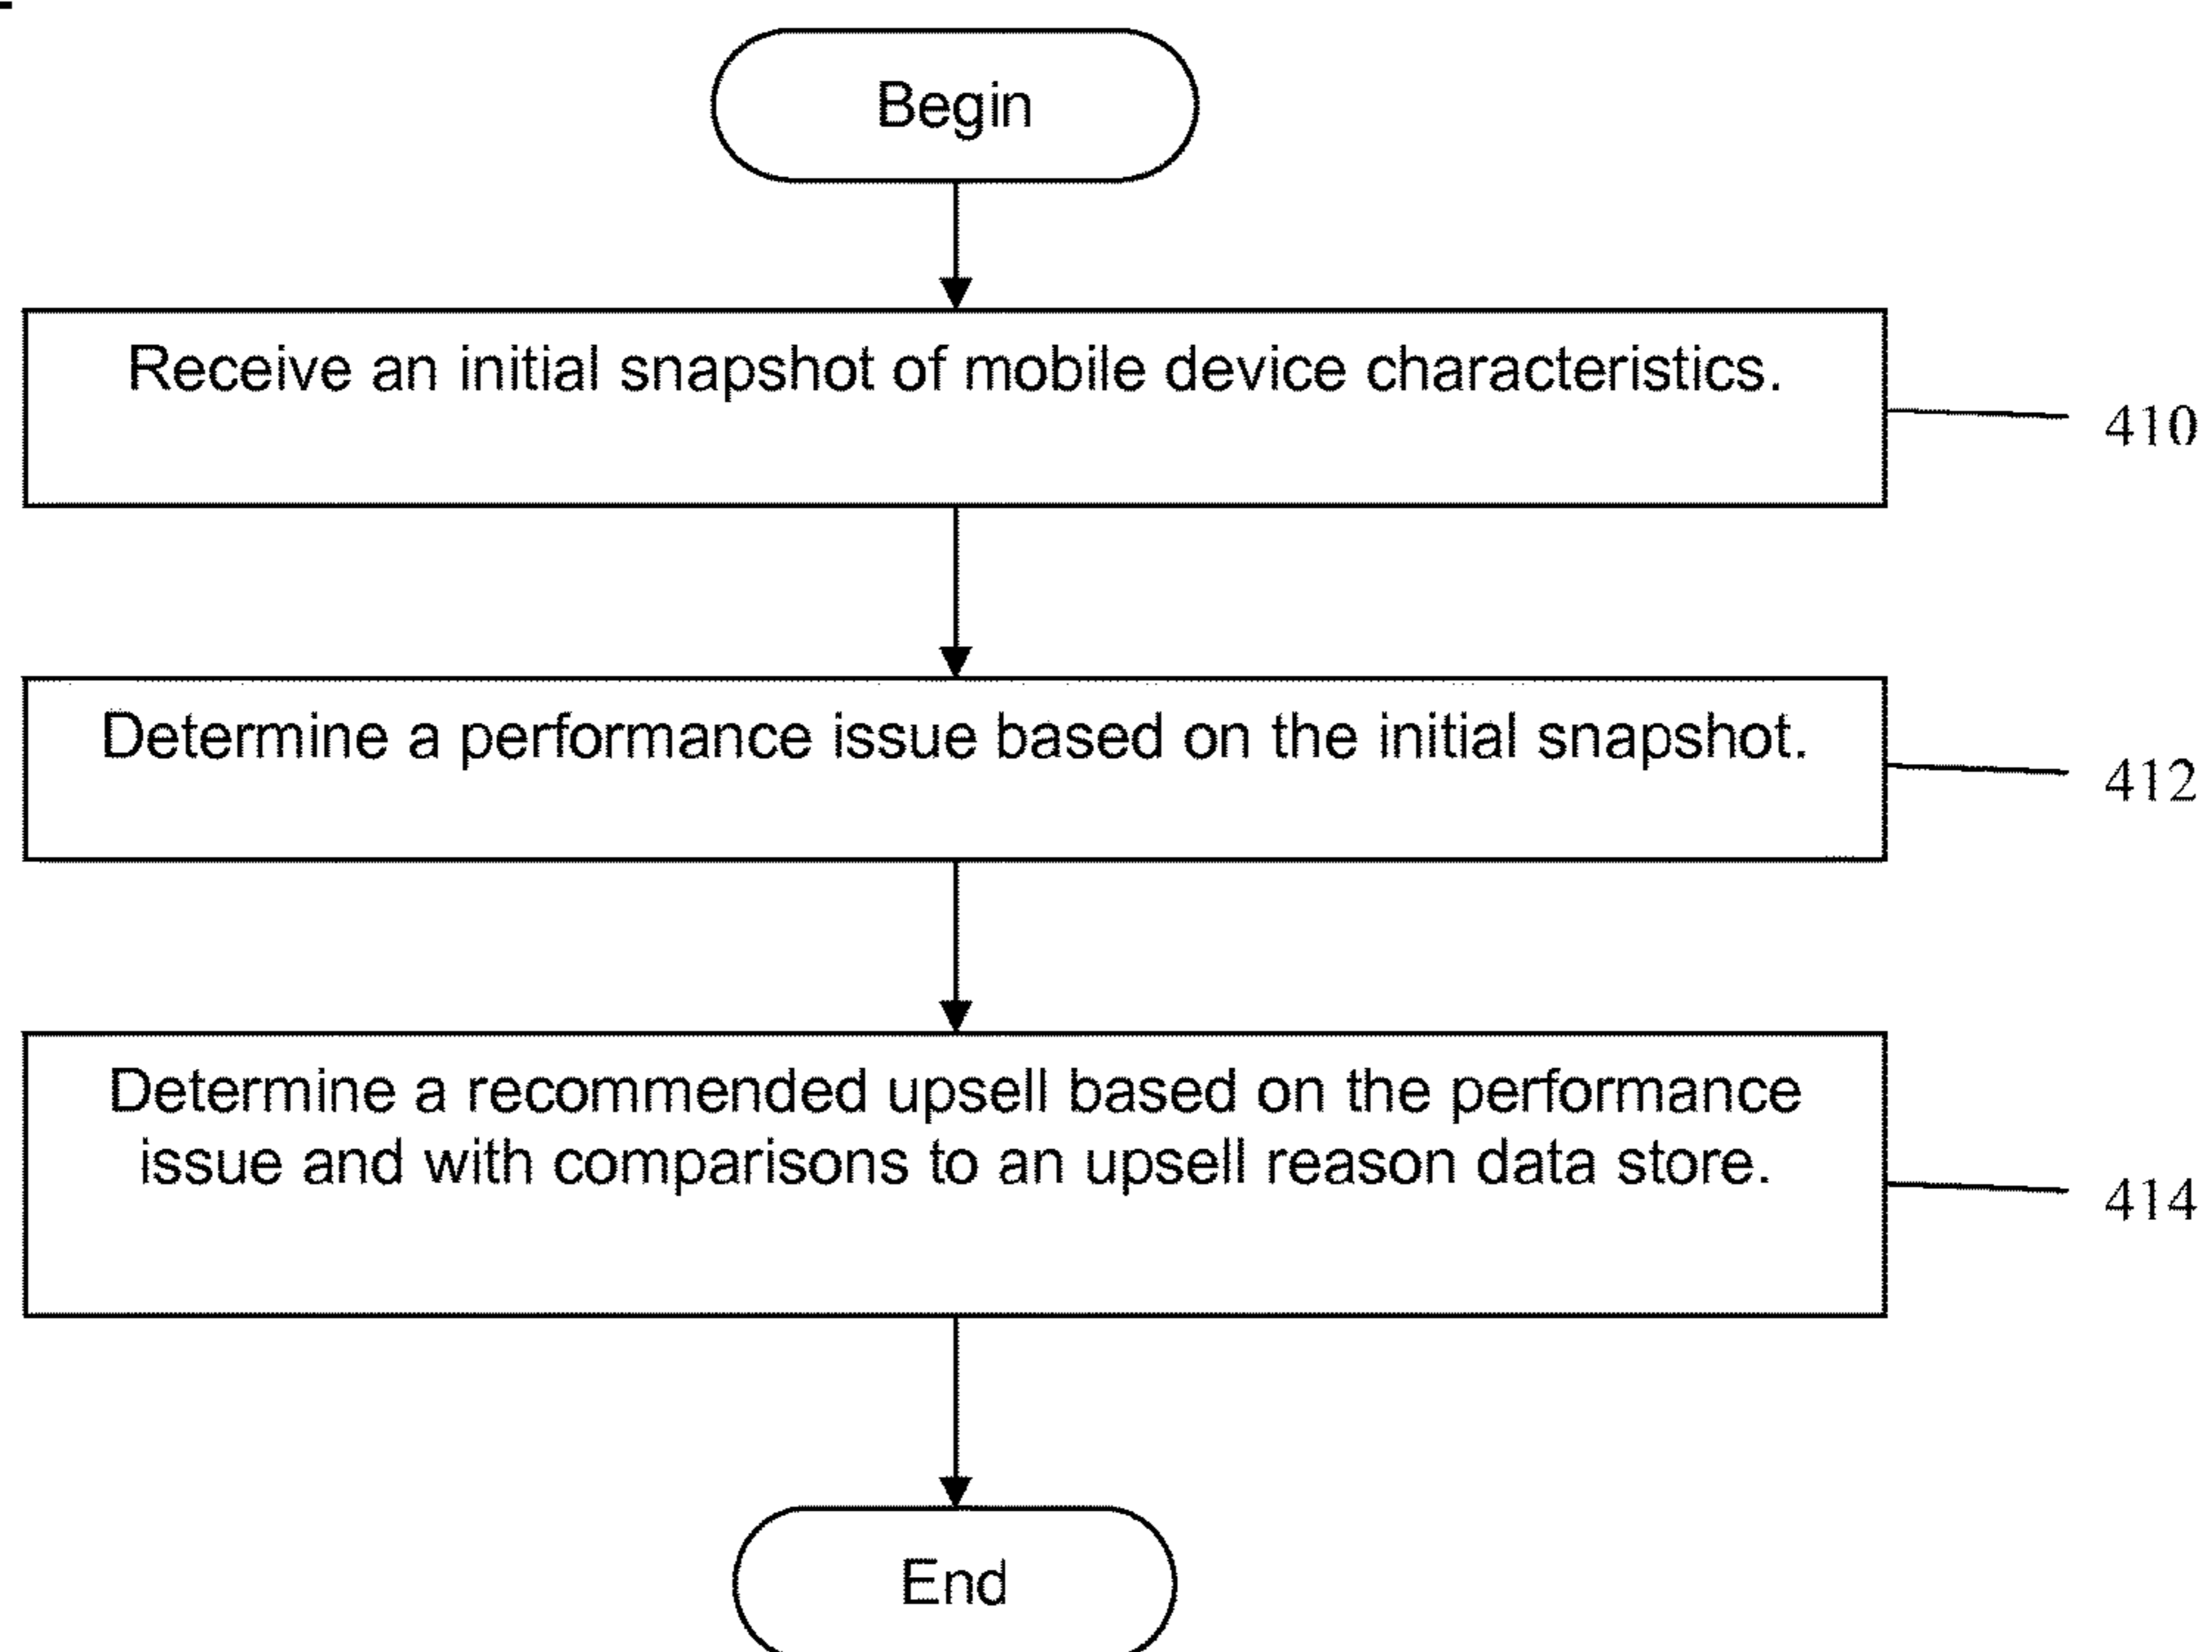 Begin
Receive an initial snapshot of mobile device characteristics.
410
Determine a performance issue based on the initial snapshot.
412
Determine a recommended upsell based on the performance
issue and with comparisons to an upsell reason data store.
414
End